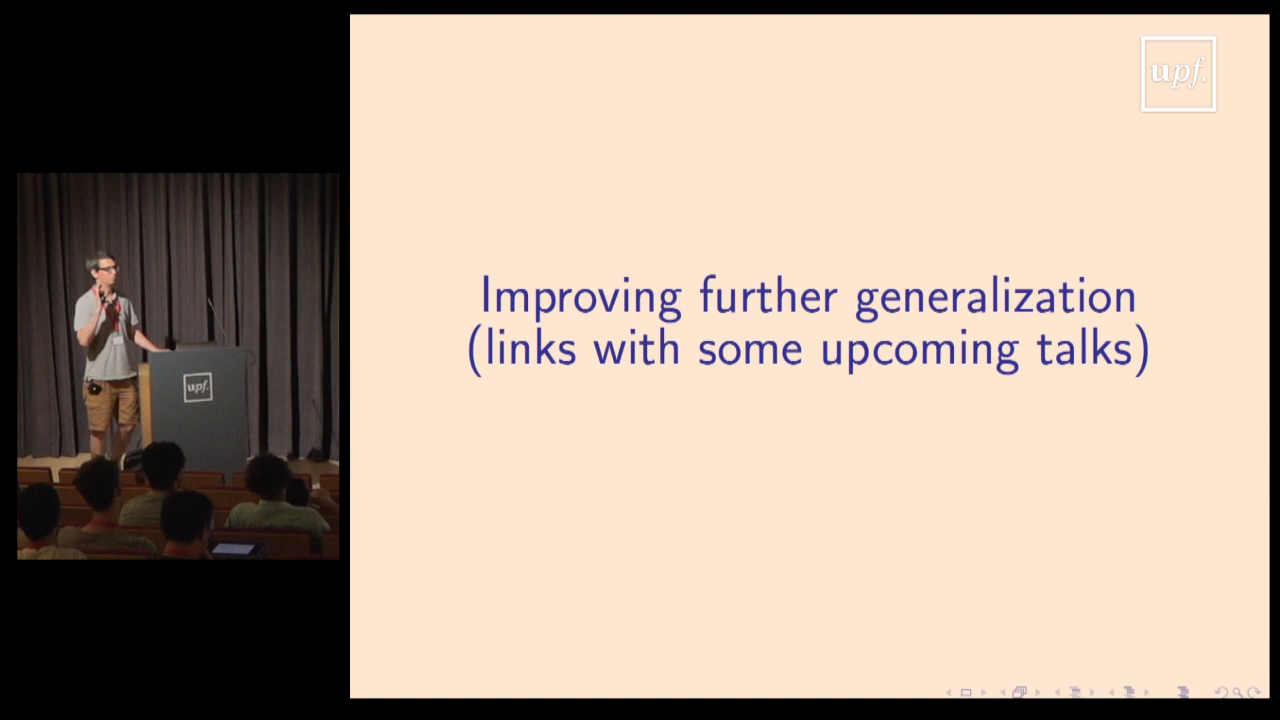 upf.
Improving further generalization
(links with some upcoming talks)
upf.